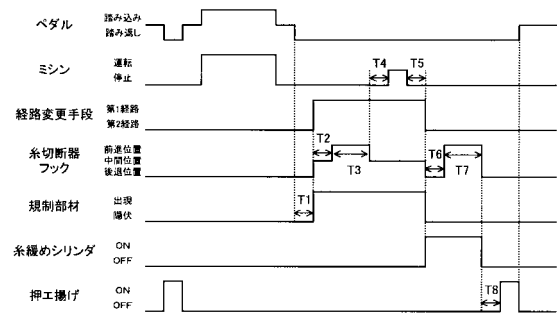 ペダル 踏み込み
踏み返し
ミシン 運転
停止
T4 T5
経路変更手段 第1経路
第2経路
糸切断器
フック
前進位置
中間位置
後退位置
T2
T3
T6 T7
規制部材 出現
隠伏
T1
糸緩めシリンダ ON
OFF
押エ揚げ ON
OFF
T8